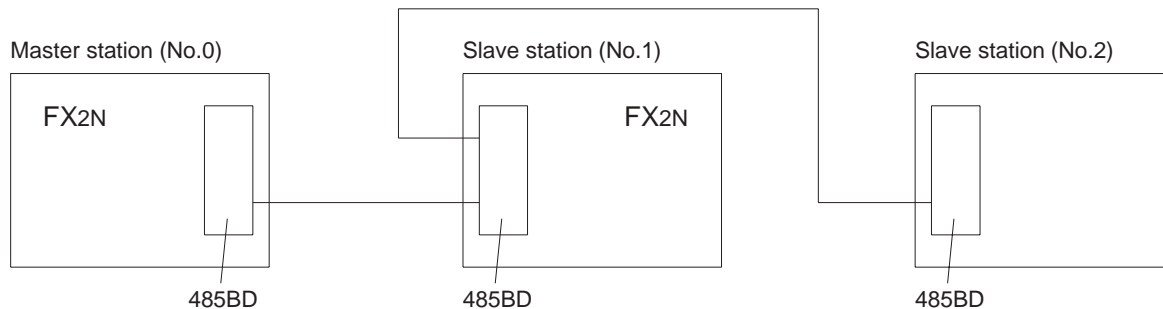 Master station (No.0)
Slave station (No.1)
Slave station (No.2)
FX2N
FX2N
485BD
485BD
485BD